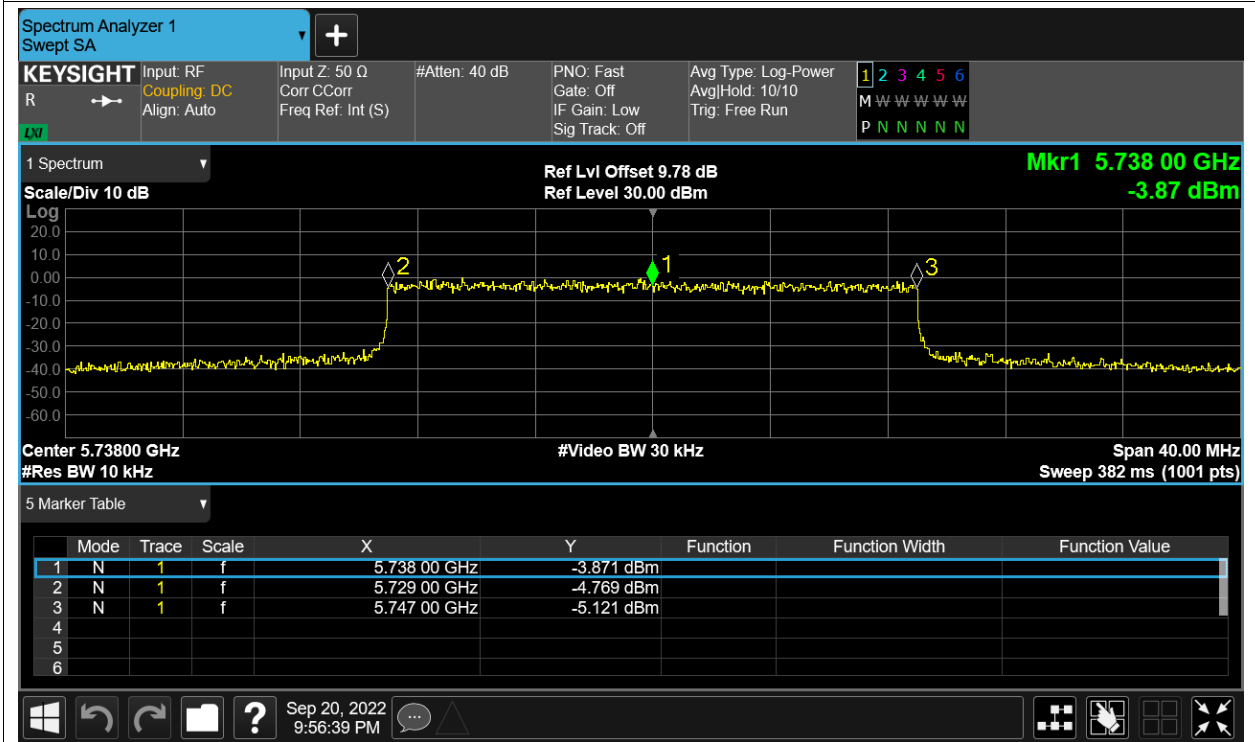 Spectrum Analyzer 1
Swept SA
KEYSIGHT
R
LXI
Input: RF
Coupling: DC
Align: Auto
Input Z: 50 Ω
Corr CCorr
Freq Ref: Int (S)
#Atten: 40 dB
PNO: Fast
Gate: Off
IF Gain: Low
Sig Track: Off
Avg Type: Log-Power
Avg|Hold: 10/10
Trig: Free Run
1 2 3 4 5 6
M W W W W W
P N N N N N
1 Spectrum
Scale/Div 10 dB
Ref Lvl Offset 9.78 dB
Ref Level 30.00 dBm
Mkr1 5.738 00 GHz
-3.87 dBm
Log
20.0
10.0
0.00
-10.0
-20.0
-30.0
-40.0
-50.0
-60.0
2
1
3
Center 5.73800 GHz
#Res BW 10 kHz
#Video BW 30 kHz
Span 40.00 MHz
Sweep 382 ms (1001 pts)
5 Marker Table
Mode Trace Scale X Y Function Function Width Function Value
1 N 1 f 5.738 00 GHz -3.871 dBm
2 N 1 f 5.729 00 GHz -4.769 dBm
3 N 1 f 5.747 00 GHz -5.121 dBm
4
5
6
?
Sep 20, 2022
9:56:39 PM